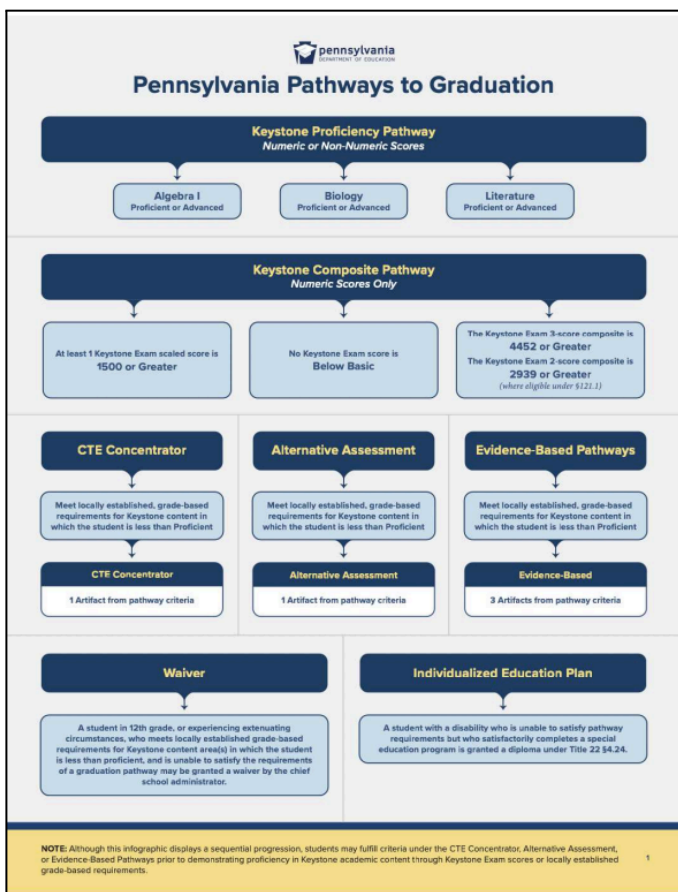 pennsylvania
DEPARTMENT OF EDUCATION
Pennsylvania Pathways to Graduation
Keystone Proficiency Pathway
Numeric or Non-Numeric Scores
Algebra I
Proficient or Advanced
Biology
Proficient or Advanced
Literature
Proficient or Advanced
Keystone Composite Pathway
Numeric Scores Only
At least 1 Keystone Exam scaled score is
1500 or Greater
No Keystone Exam score is
Below Basic
The Keystone Exam 3-score composite is
4452 or Greater
The Keystone Exam 2-score composite is
2939 or Greater
(where eligible under §121.1)
CTE Concentrator
Meet locally established, grade-based
requirements for Keystone content in
which the student is less than Proficient
CTE Concentrator
1 Artifact from pathway criteria
Alternative Assessment
Meet locally established, grade-based
requirements for Keystone content in
which the student is less than Proficient
Alternative Assessment
1 Artifact from pathway criteria
Evidence-Based Pathways
Meet locally established, grade-based
requirements for Keystone content in
which the student is less than Proficient
Evidence-Based
3 Artifacts from pathway criteria
Waiver
A student in 12th grade, or experiencing extenuating
circumstances, who meets locally established grade-based
requirements for Keystone content area(s) in which the student
is less than proficient, and is unable to satisfy the requirements
of a graduation pathway may be granted a waiver by the chief
school administrator.
Individualized Education Plan
A student with a disability who is unable to satisfy pathway
requirements but who satisfactorily completes a special
education program is granted a diploma under Title 22 §4.24.
NOTE: Although this infographic displays a sequential progression, students may fulfill criteria under the CTE Concentrator, Alternative Assessment,
or Evidence-Based Pathways prior to demonstrating proficiency in Keystone academic content through Keystone Exam scores or locally established
grade-based requirements.
1